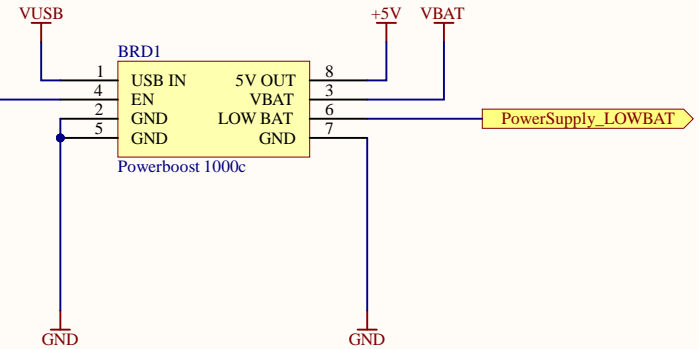 VUSB
+5V VBAT
BRD1
1 USB IN 5V OUT 8
4 EN VBAT 3
2 GND LOW BAT 6 PowerSupply_LOWBAT
5 GND GND 7
Powerboost 1000c
GND GND